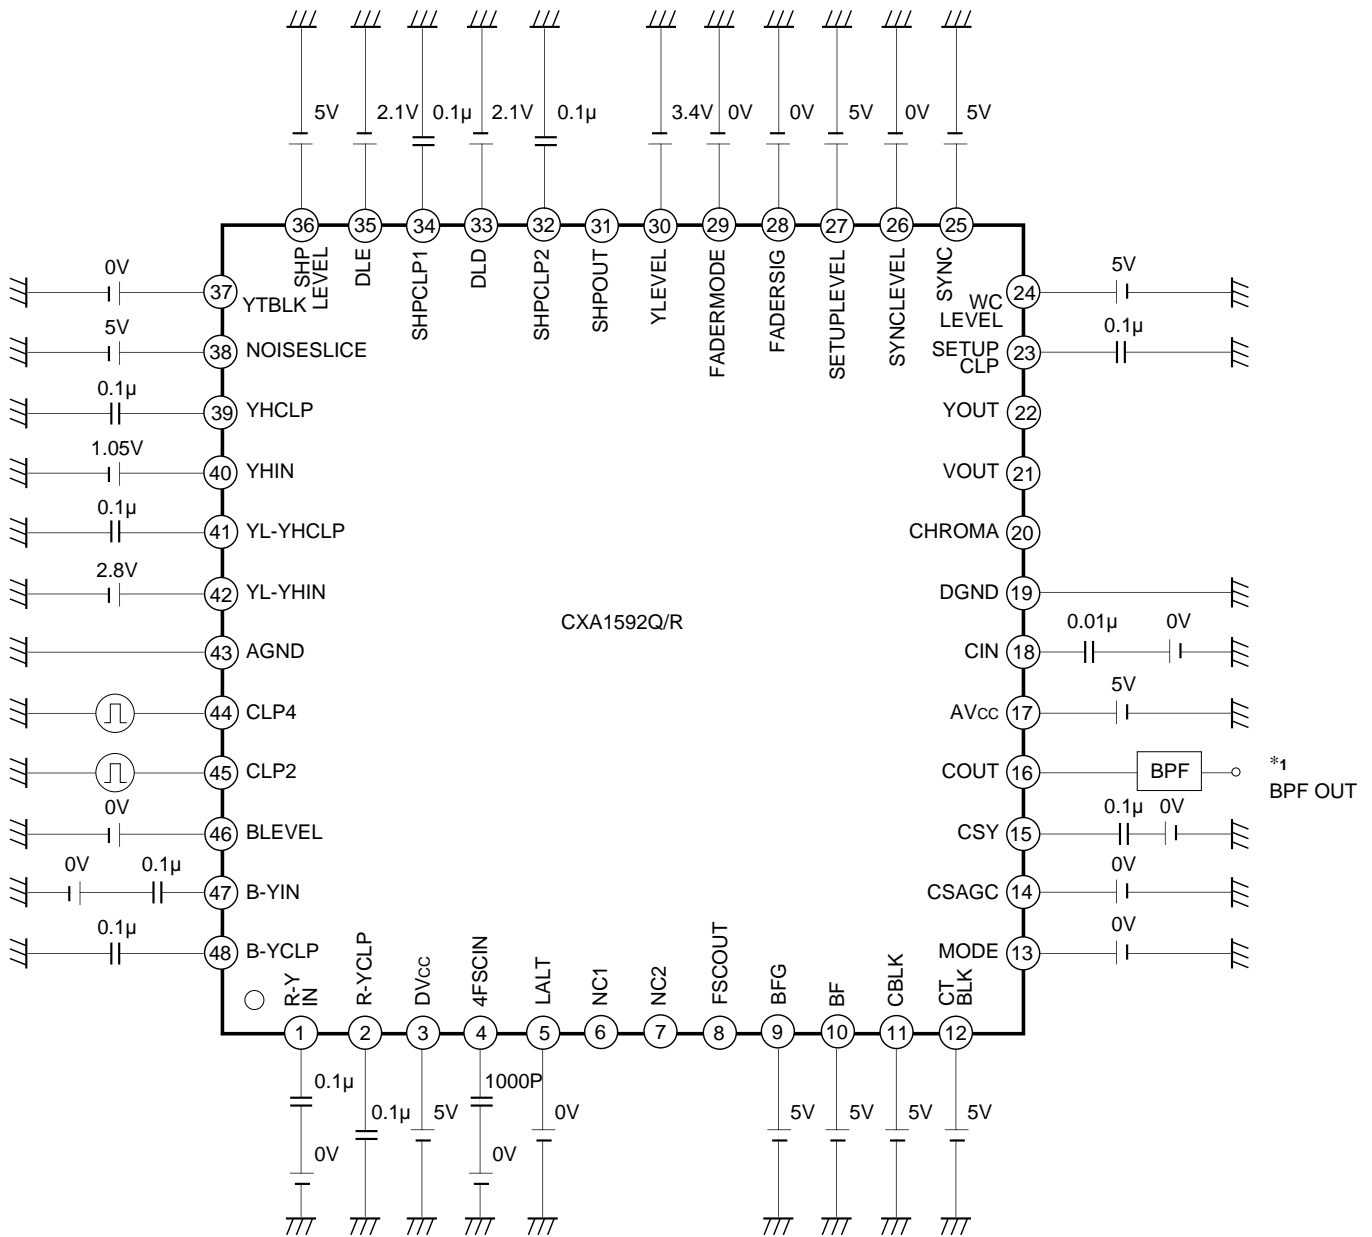 5V
2.1V
0.1µ
2.1V
0.1µ
3.4V
0V
0V
5V
0V
5V
36
35
34
33
32
31
30
29
28
27
26
25
SHP
LEVEL
DLE
SHPCLP1
DLD
SHPCLP2
SHPOUT
YLEVEL
FADERMODE
FADERSIG
SETUPLEVEL
SYNCLEVEL
SYNC
0V
37
YTBLK
5V
38
NOISESLICE
0.1µ
39
YHCLP
1.05V
40
YHIN
0.1µ
41
YL-YHCLP
2.8V
42
YL-YHIN
43
AGND
44
CLP4
45
CLP2
0V
46
BLEVEL
0V
0.1µ
47
B-YIN
0.1µ
48
B-YCLP
CXA1592Q/R
WC
LEVEL
24
5V
SETUP
CLP
23
0.1µ
YOUT
22
VOUT
21
CHROMA
20
DGND
19
CIN
18
0.01µ
0V
AVCC
17
5V
COUT
16
BPF
*1
BPF OUT
CSY
15
0.1µ
0V
CSAGC
14
0V
MODE
13
0V
R-Y
IN
R-YCLP
DVCC
4FSCIN
LALT
NC1
NC2
FSCOUT
BFG
BF
CBLK
CT
BLK
1
2
3
4
5
6
7
8
9
10
11
12
0.1µ
0V
0.1µ
5V
1000P
0V
0V
5V
5V
5V
5V